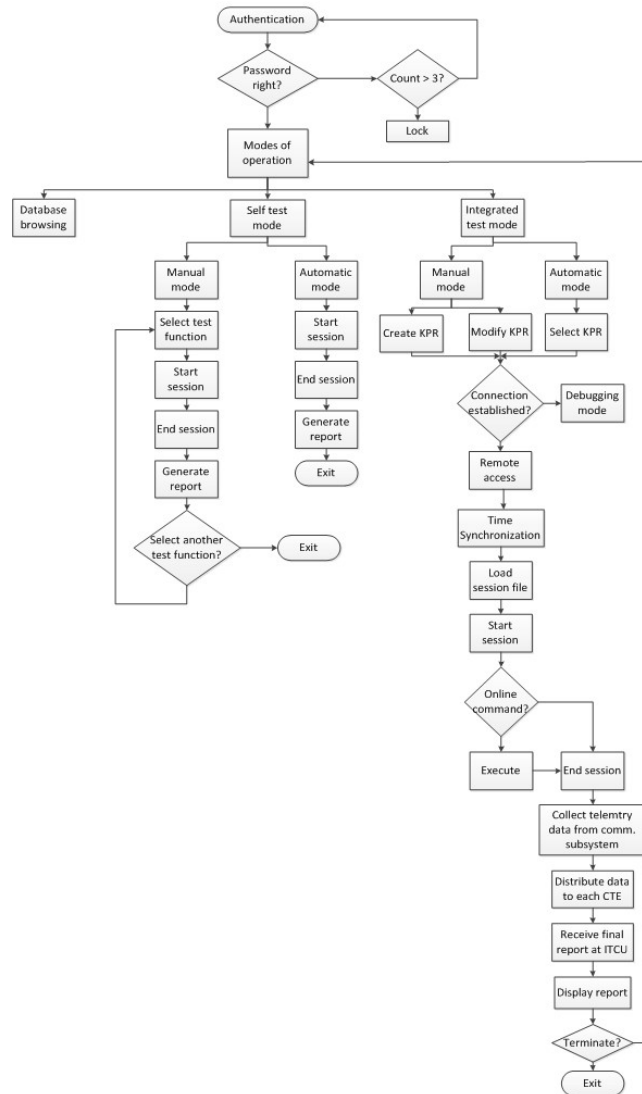 Authentication
Password
right?
Count > 3?
Lock
Modes of
operation
Database
browsing
Self test
mode
Integrated
test mode
Manual
mode
Automatic
mode
Manual
mode
Automatic
mode
Select test
function
Start
session
Create KPR
Modify KPR
Select KPR
Start
session
End session
Connection
established?
Debugging
mode
End session
Generate
report
Generate
report
Exit
Remote
access
Select another
test function?
Exit
Time
Synchronization
Load
session file
Start
session
Online
command?
Execute
End session
Collect telemtry
data from comm.
subsystem
Distribute data
to each CTE
Receive final
report at ITCU
Display report
Terminate?
Exit